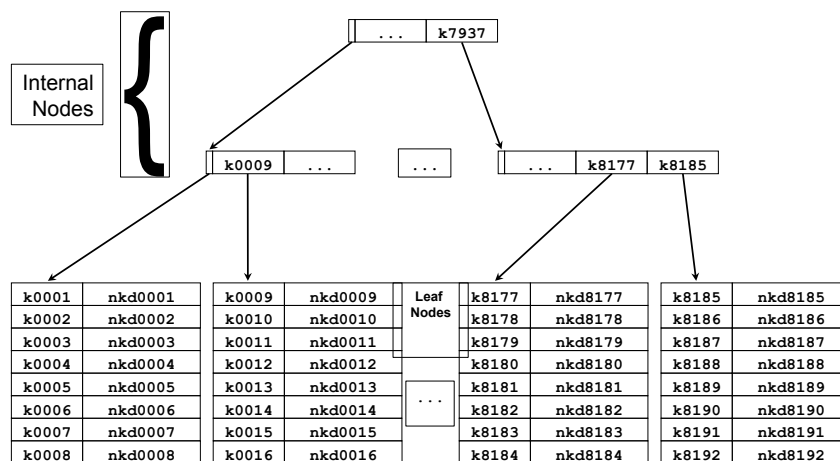 ... k7937
Internal
Nodes
k0009 ... ... ... k8177 k8185
k0001 nkd0001 k0009 nkd0009 Leaf k8177 nkd8177 k8185 nkd8185
k0002 nkd0002 k0010 nkd0010 Nodes k8178 nkd8178 k8186 nkd8186
k0003 nkd0003 k0011 nkd0011 k8179 nkd8179 k8187 nkd8187
k0004 nkd0004 k0012 nkd0012 k8180 nkd8180 k8188 nkd8188
k0005 nkd0005 k0013 nkd0013 ... k8181 nkd8181 k8189 nkd8189
k0006 nkd0006 k0014 nkd0014 k8182 nkd8182 k8190 nkd8190
k0007 nkd0007 k0015 nkd0015 k8183 nkd8183 k8191 nkd8191
k0008 nkd0008 k0016 nkd0016 k8184 nkd8184 k8192 nkd8192